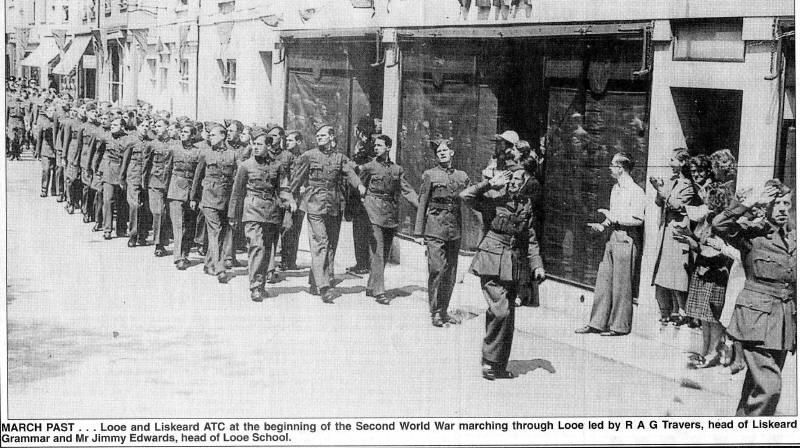 MARCH PAST . . . Looe and Liskeard ATC at the beginning of the Second World War marching through Looe led by R A G Travers, head of Liskeard
Grammar and Mr Jimmy Edwards, head of Looe School.